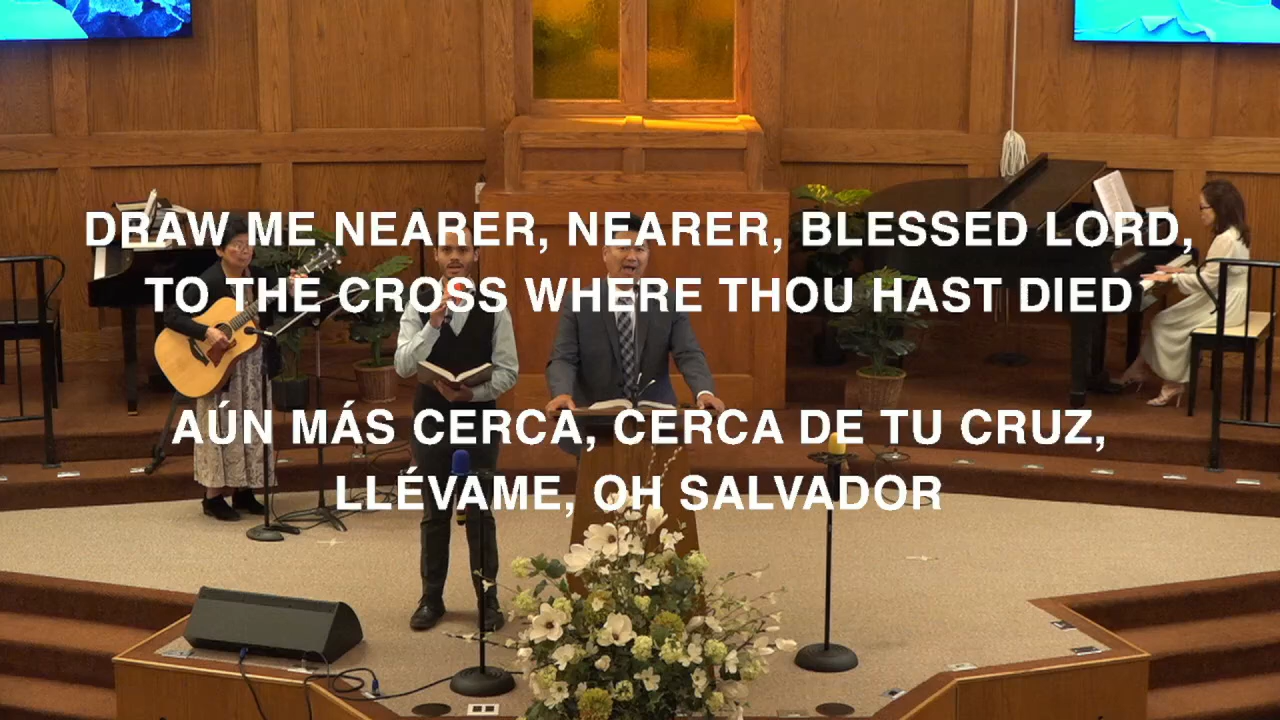 DRAW ME NEARER, NEARER, BLESSED LORD,
TO THE CROSS WHERE THOU HAST DIED
AÚN MÁS CERCA, CERCA DE TU CRUZ,
LLÉVAME, OH SALVADOR